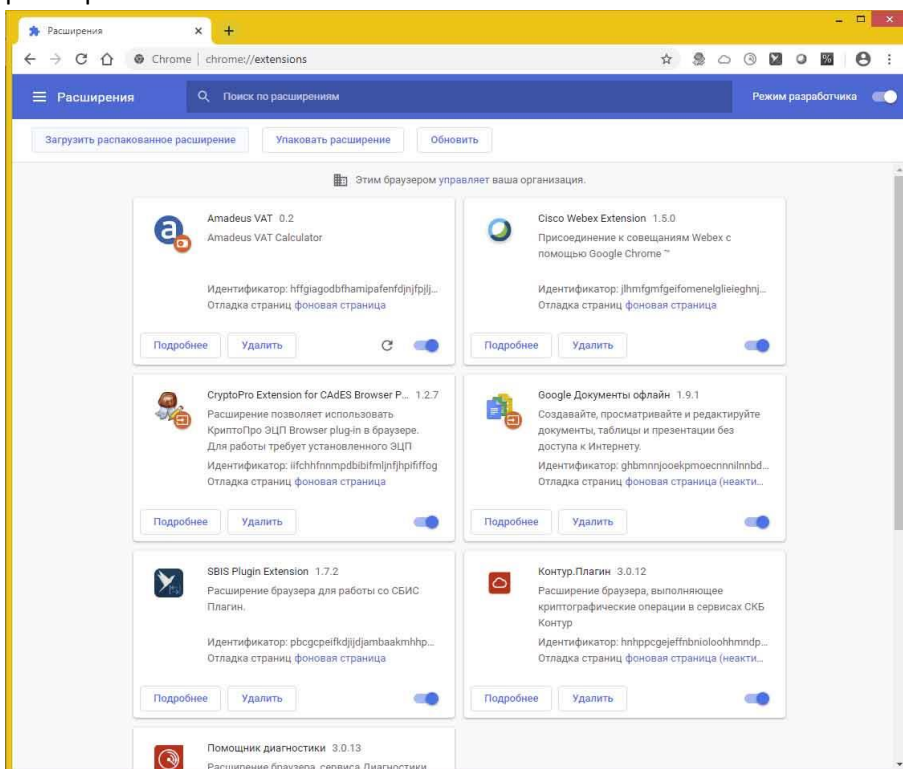 Расширения
Chrome | chrome://extensions
Расширения
Поиск по расширениям
Режим разработчика
Загрузить распакованное расширение
Упаковать расширение
Обновить
Этим браузером управляет ваша организация.
Amadeus VAT 0.2
Amadeus VAT Calculator
Идентификатор: hffgiagodbfhamipafenfdjnjfpjlj...
Отладка страниц фоновая страница
Подробнее
Удалить
Cisco Webex Extension 1.5.0
Присоединение к совещаниям Webex с
помощью Google Chrome ™
Идентификатор: jlhmfgmfgeifomenelglieieghnj...
Отладка страниц фоновая страница
Подробнее
Удалить
CryptoPro Extension for CAdES Browser P... 1.2.7
Расширение позволяет использовать
КриптоПро ЭЦП Browser plug-in в браузере.
Для работы требует установленного ЭЦП
Идентификатор: iifchhfnnmpdbibifmljnfjhpififfog
Отладка страниц фоновая страница
Подробнее
Удалить
Google Документы офлайн 1.9.1
Создавайте, просматривайте и редактируйте
документы, таблицы и презентации без
доступа к Интернету.
Идентификатор: ghbmnnjooekpmoecnnnilnnbd...
Отладка страниц фоновая страница (неакти...
Подробнее
Удалить
SBIS Plugin Extension 1.7.2
Расширение браузера для работы со СБИС
Плагин.
Идентификатор: pbcgcpeifkdjijdjambaakmhhp...
Отладка страниц фоновая страница
Подробнее
Удалить
Контур.Плагин 3.0.12
Расширение браузера, выполняющее
криптографические операции в сервисах СКБ
Контур
Идентификатор: hnhppcgejeffnbnioloohhmndp...
Отладка страниц фоновая страница (неакти...
Подробнее
Удалить
Помощник диагностики 3.0.13
Расширение браузера, сервиса Диагностики